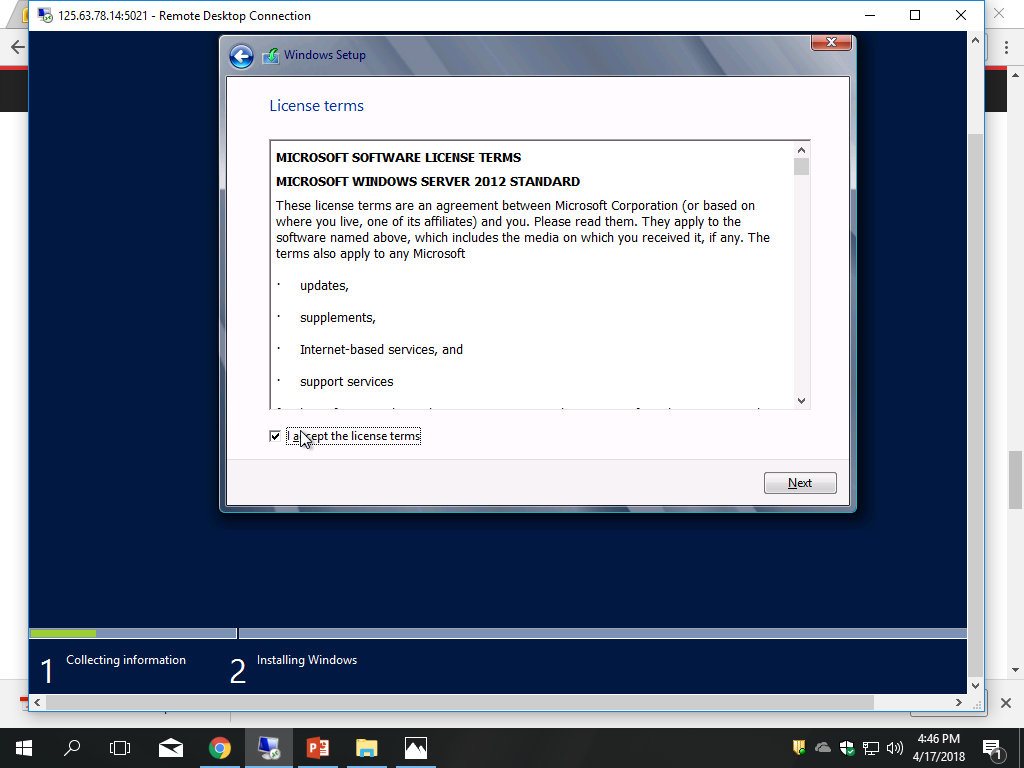 125.63.78.14:5021 - Remote Desktop Connection
Windows Setup
License terms
MICROSOFT SOFTWARE LICENSE TERMS
MICROSOFT WINDOWS SERVER 2012 STANDARD
These license terms are an agreement between Microsoft Corporation (or based on
where you live, one of its affiliates) and you. Please read them. They apply to the
software named above, which includes the media on which you received it, if any. The
terms also apply to any Microsoft
· updates,
· supplements,
· Internet-based services, and
· support services
I accept the license terms
Next
1 Collecting information
2 Installing Windows
4:46 PM
4/17/2018
1